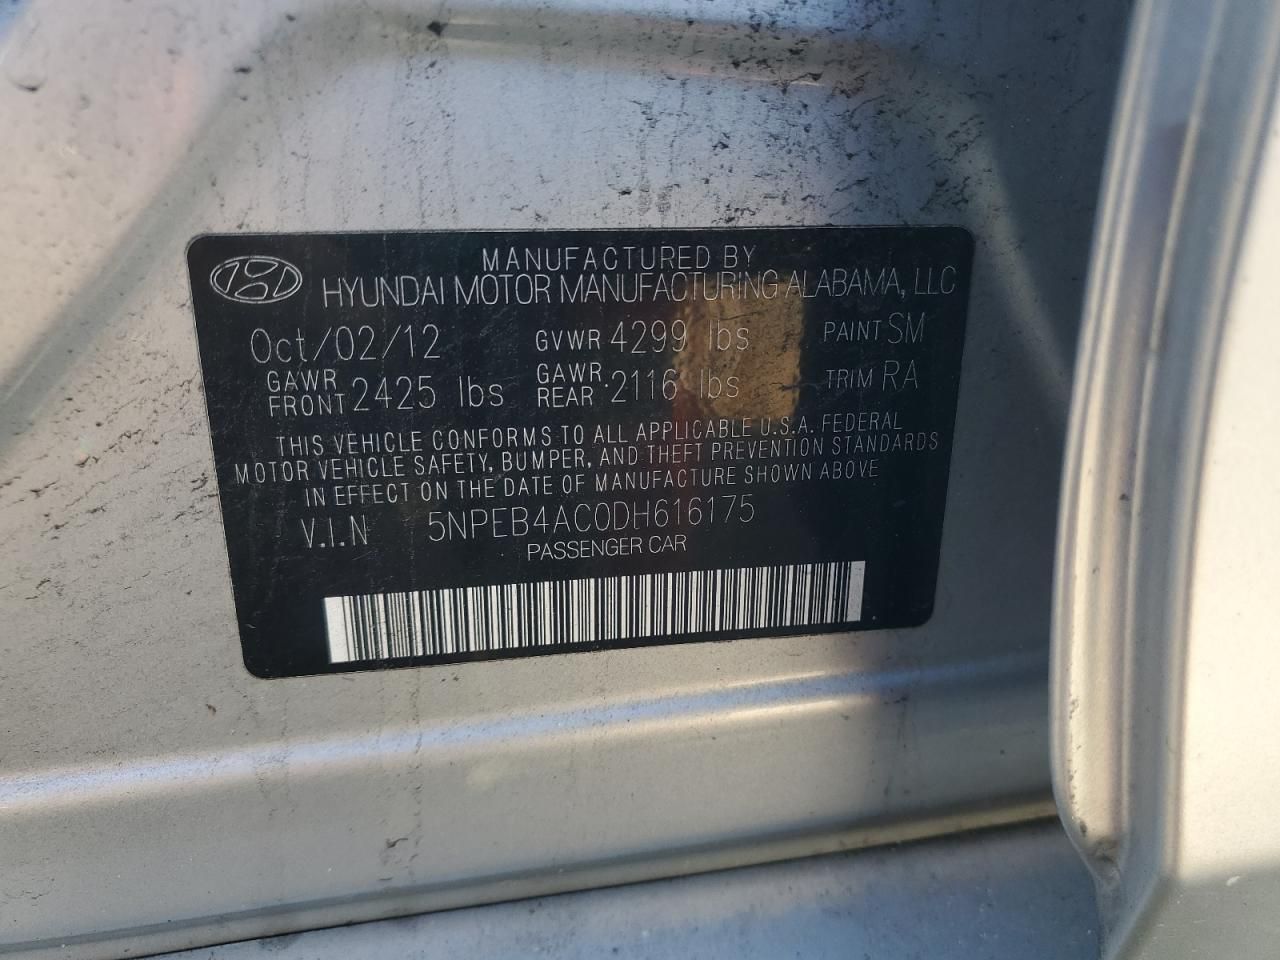 MANUFACTURED BY
HYUNDAI MOTOR MANUFACTURING ALABAMA, LLC
Oct/02/12 GVWR 4299 lbs PAINT SM
GAWR FRONT 2425 lbs GAWR REAR 2116 lbs TRIM RA
THIS VEHICLE CONFORMS TO ALL APPLICABLE U.S.A. FEDERAL
MOTOR VEHICLE SAFETY, BUMPER, AND THEFT PREVENTION STANDARDS
IN EFFECT ON THE DATE OF MANUFACTURE SHOWN ABOVE
V.I.N 5NPEB4AC0DH616175
PASSENGER CAR